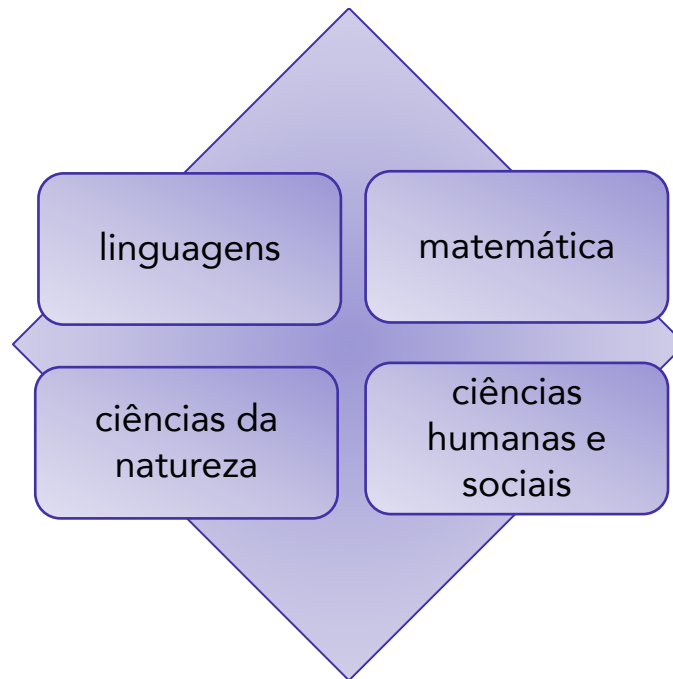 linguagens
matemática
ciências da
natureza
ciências
humanas e
sociais